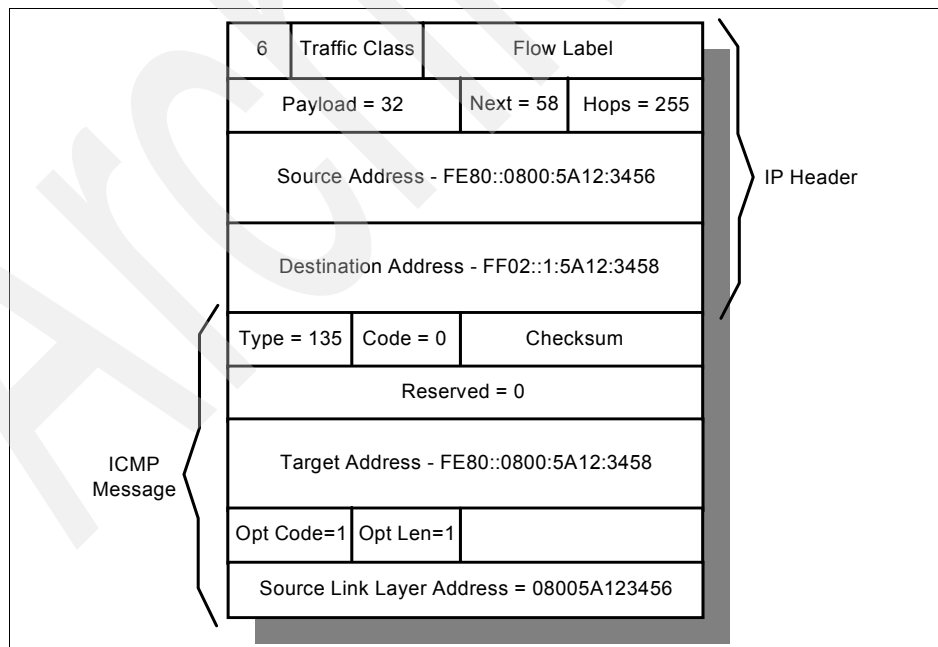 6 Traffic Class Flow Label
Payload = 32 Next = 58 Hops = 255
Source Address - FE80::0800:5A12:3456
IP Header
Destination Address - FF02::1:5A12:3458
Type = 135 Code = 0 Checksum
Reserved = 0
Target Address - FE80::0800:5A12:3458
ICMP
Message
Opt Code=1 Opt Len=1
Source Link Layer Address = 08005A123456